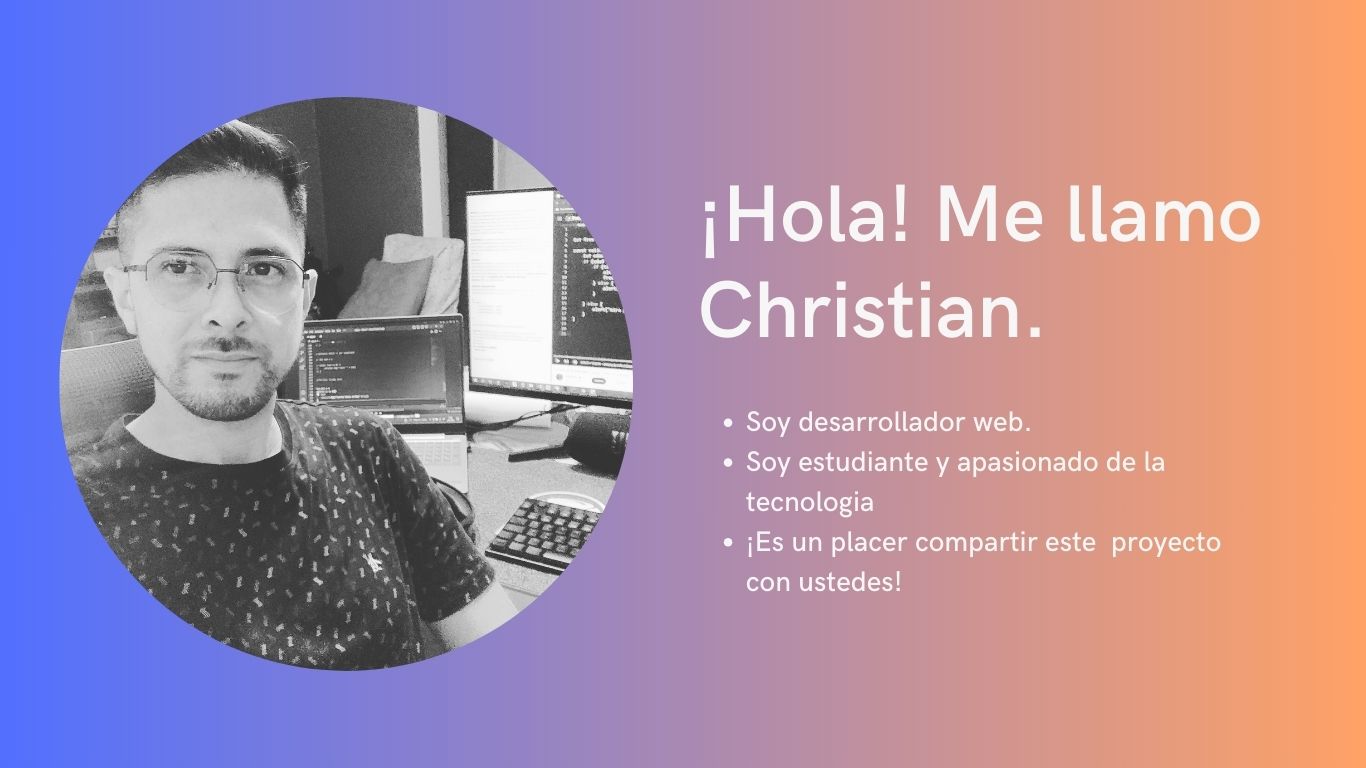 ¡Hola! Me llamo
Christian.
Soy desarrollador web.
Soy estudiante y apasionado de la
tecnologia
¡Es un placer compartir este  proyecto
con ustedes!